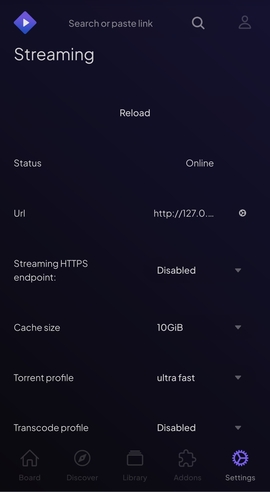 Search or paste link
Streaming
Reload
Status
Online
Url
http://127.0....
Streaming HTTPS
endpoint:
Disabled
Cache size
10GiB
Torrent profile
ultra fast
Transcode profile
Disabled
Board
Discover
Library
Addons
Settings